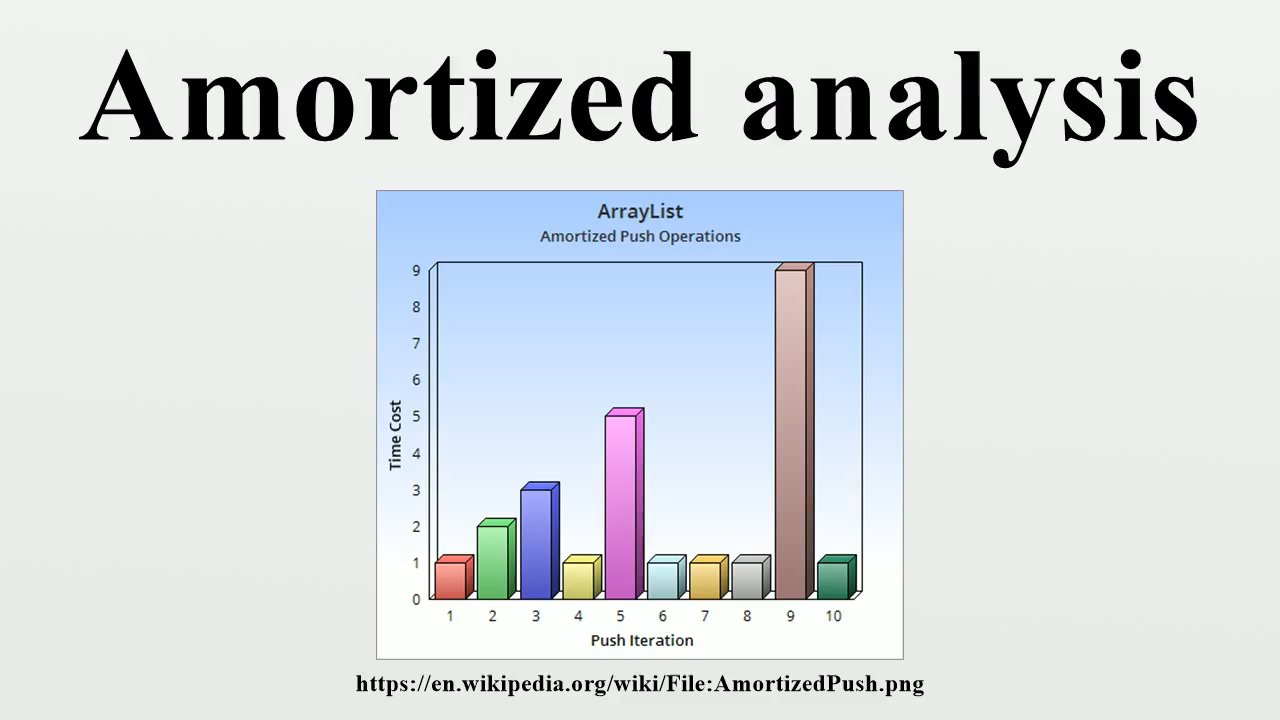 Amortized analysis
ArrayList
Amortized Push Operations
9
8
7
6
5
4
3
2
1
0
Time Cost
1 2 3 4 5 6 7 8 9 10
Push Iteration
https://en.wikipedia.org/wiki/File:AmortizedPush.png